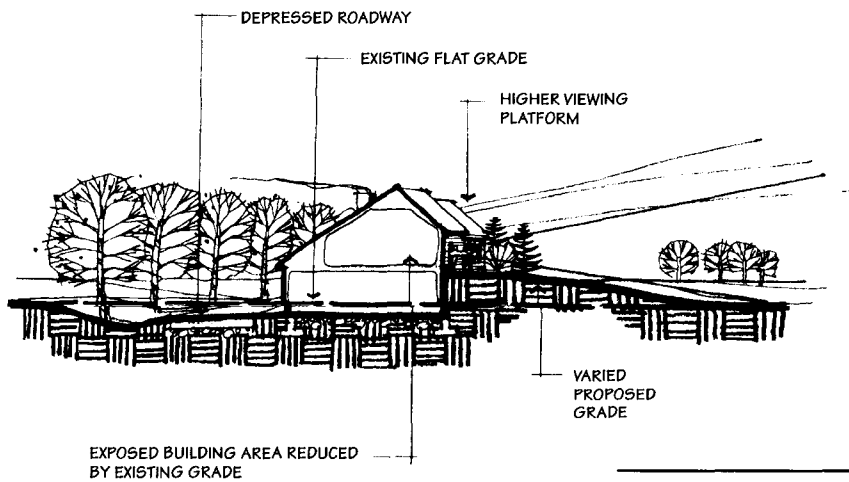 DEPRESSED ROADWAY
EXISTING FLAT GRADE
HIGHER VIEWING
PLATFORM
VARIED
PROPOSED
GRADE
EXPOSED BUILDING AREA REDUCED
BY EXISTING GRADE